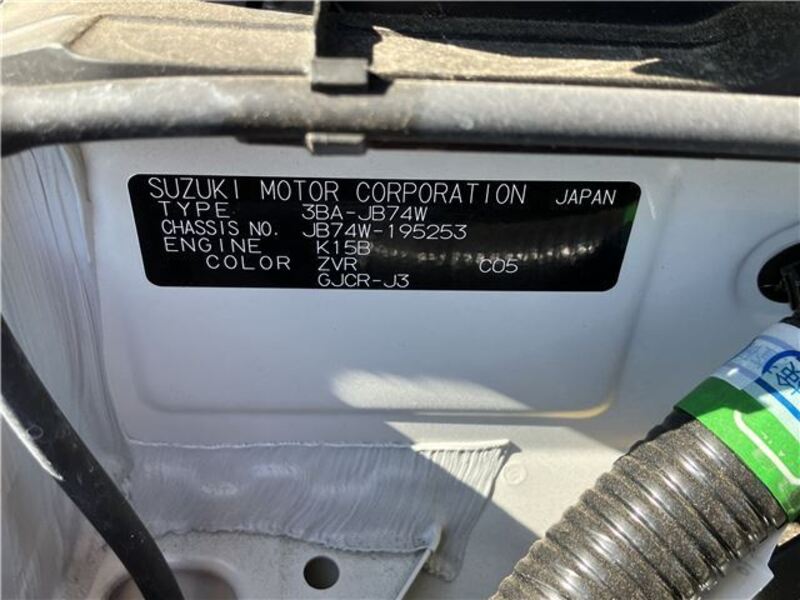 SUZUKI MOTOR CORPORATION JAPAN
TYPE 3BA-JB74W
CHASSIS NO. JB74W-195253
ENGINE K15B
COLOR ZVR C05
GJCR-J3